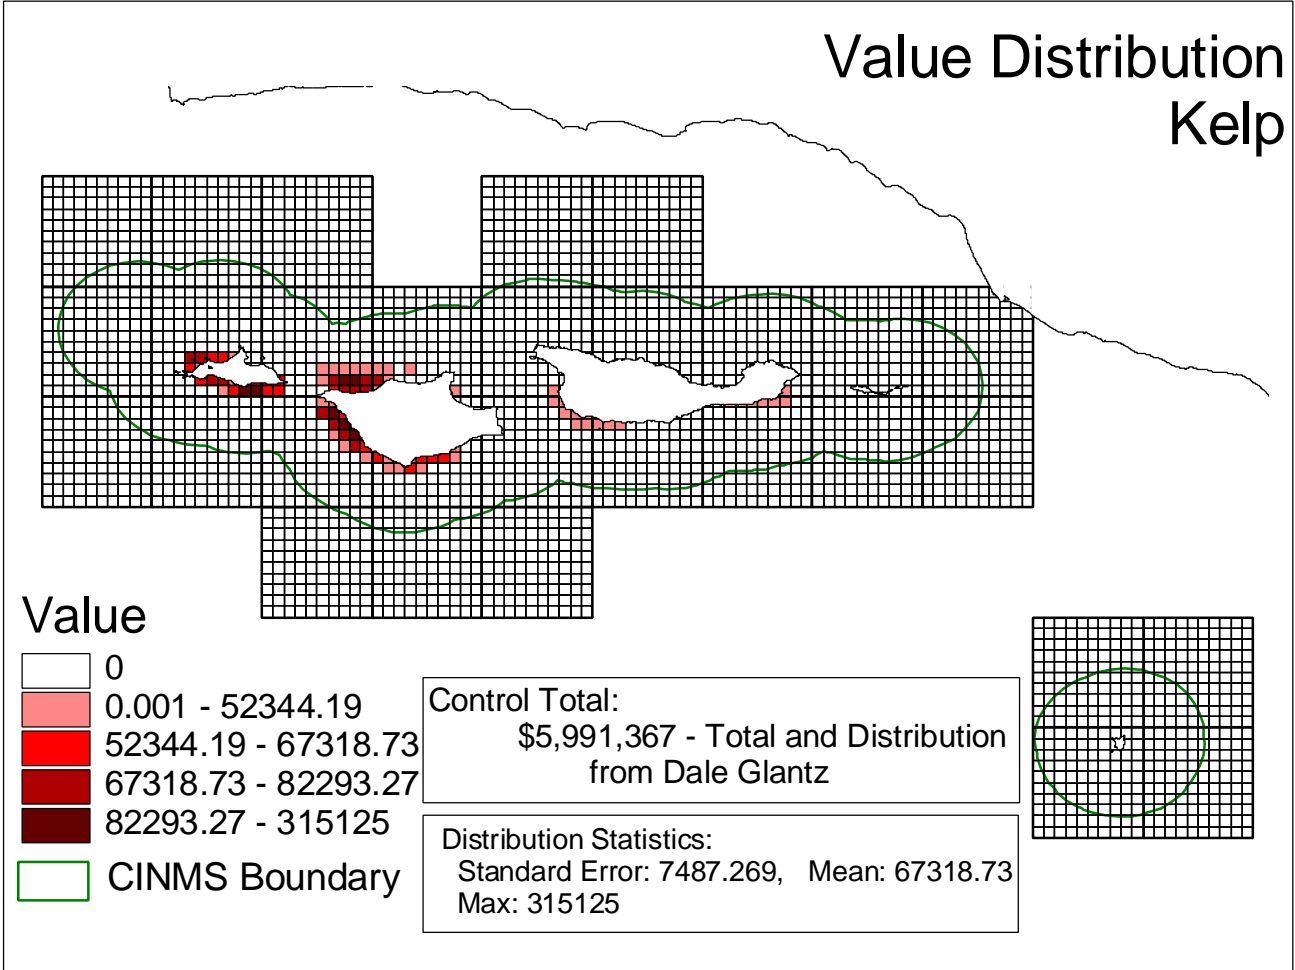 Value Distribution
Kelp
Value
0
0.001 - 52344.19
52344.19 - 67318.73
67318.73 - 82293.27
82293.27 - 315125
CINMS Boundary
Control Total:
$5,991,367 - Total and Distribution
from Dale Glantz
Distribution Statistics:
Standard Error: 7487.269, Mean: 67318.73
Max: 315125